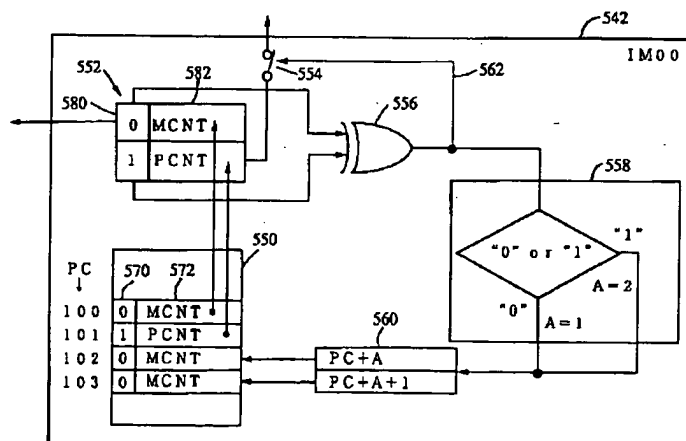 542
IM00
552
582
554
562
580
556
0 MCNT
1 PCNT
558
"0" or "1"
"1"
A=2
"0"
A=1
550
PC
570
572
100 0 MCNT
101 1 PCNT
102 0 MCNT
103 0 MCNT
560
PC+A
PC+A+1